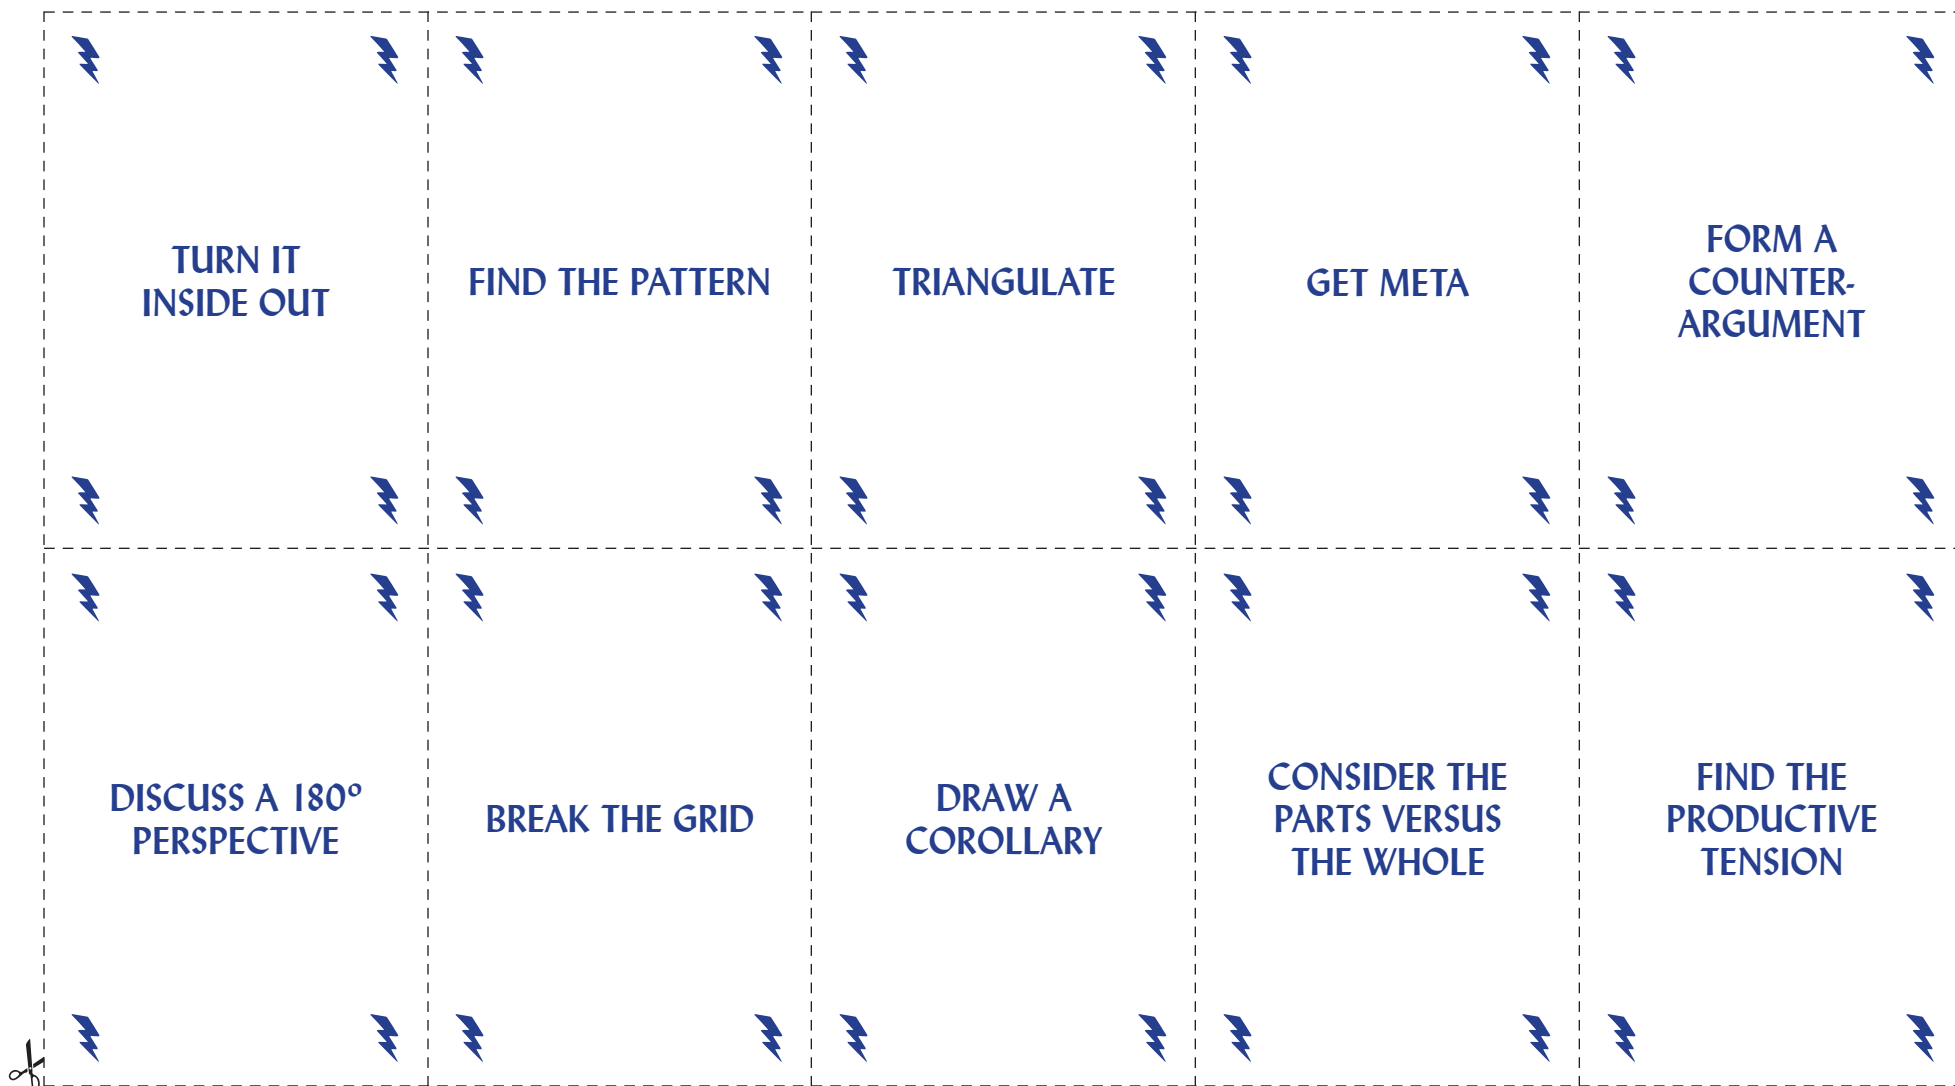 TURN IT
INSIDE OUT
FIND THE PATTERN
TRIANGULATE
GET META
FORM A
COUNTER-
ARGUMENT
DISCUSS A 180º
PERSPECTIVE
BREAK THE GRID
DRAW A
COROLLARY
CONSIDER THE
PARTS VERSUS
THE WHOLE
FIND THE
PRODUCTIVE
TENSION